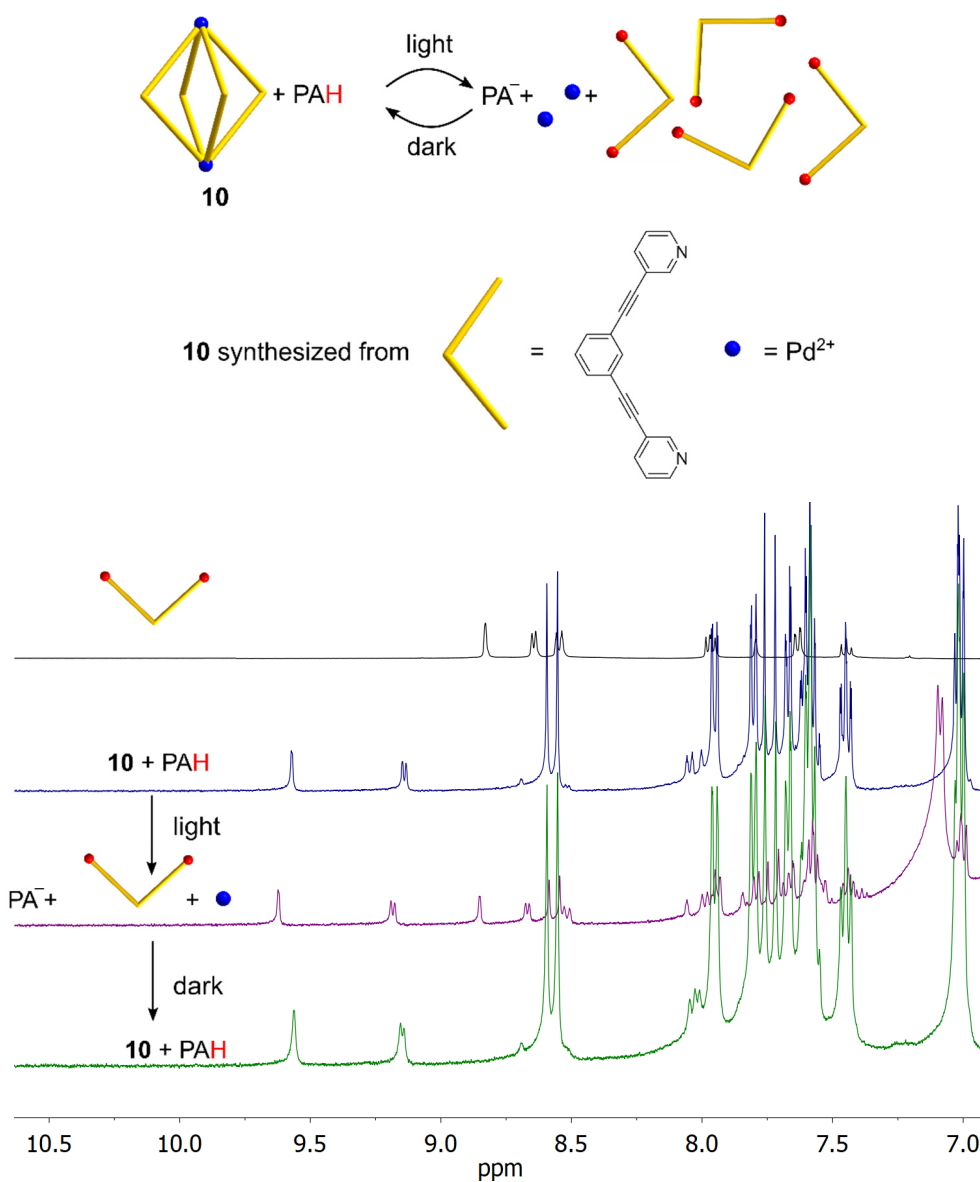 light
+ PAH
PA⁻+
+
dark
10
10 synthesized from
=
N
N
= Pd²⁺
10 + PAH
light
PA⁻+
+
dark
10 + PAH
10.5 10.0 9.5 9.0 8.5 8.0 7.5 7.0
ppm